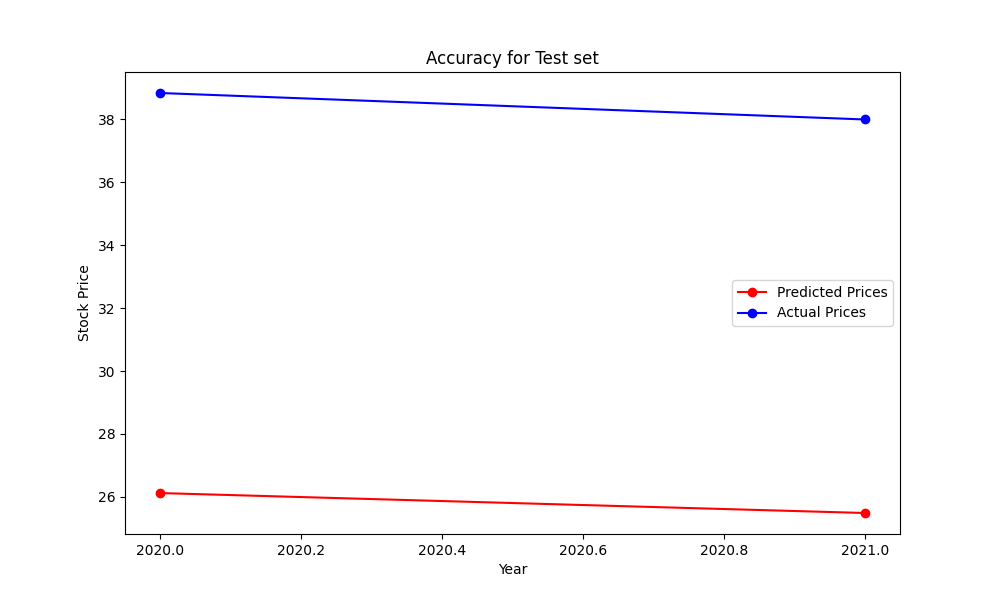 Accuracy for Test set
Stock Price
38
36
34
32
30
28
26
Predicted Prices
Actual Prices
2020.0 2020.2 2020.4 2020.6 2020.8 2021.0
Year